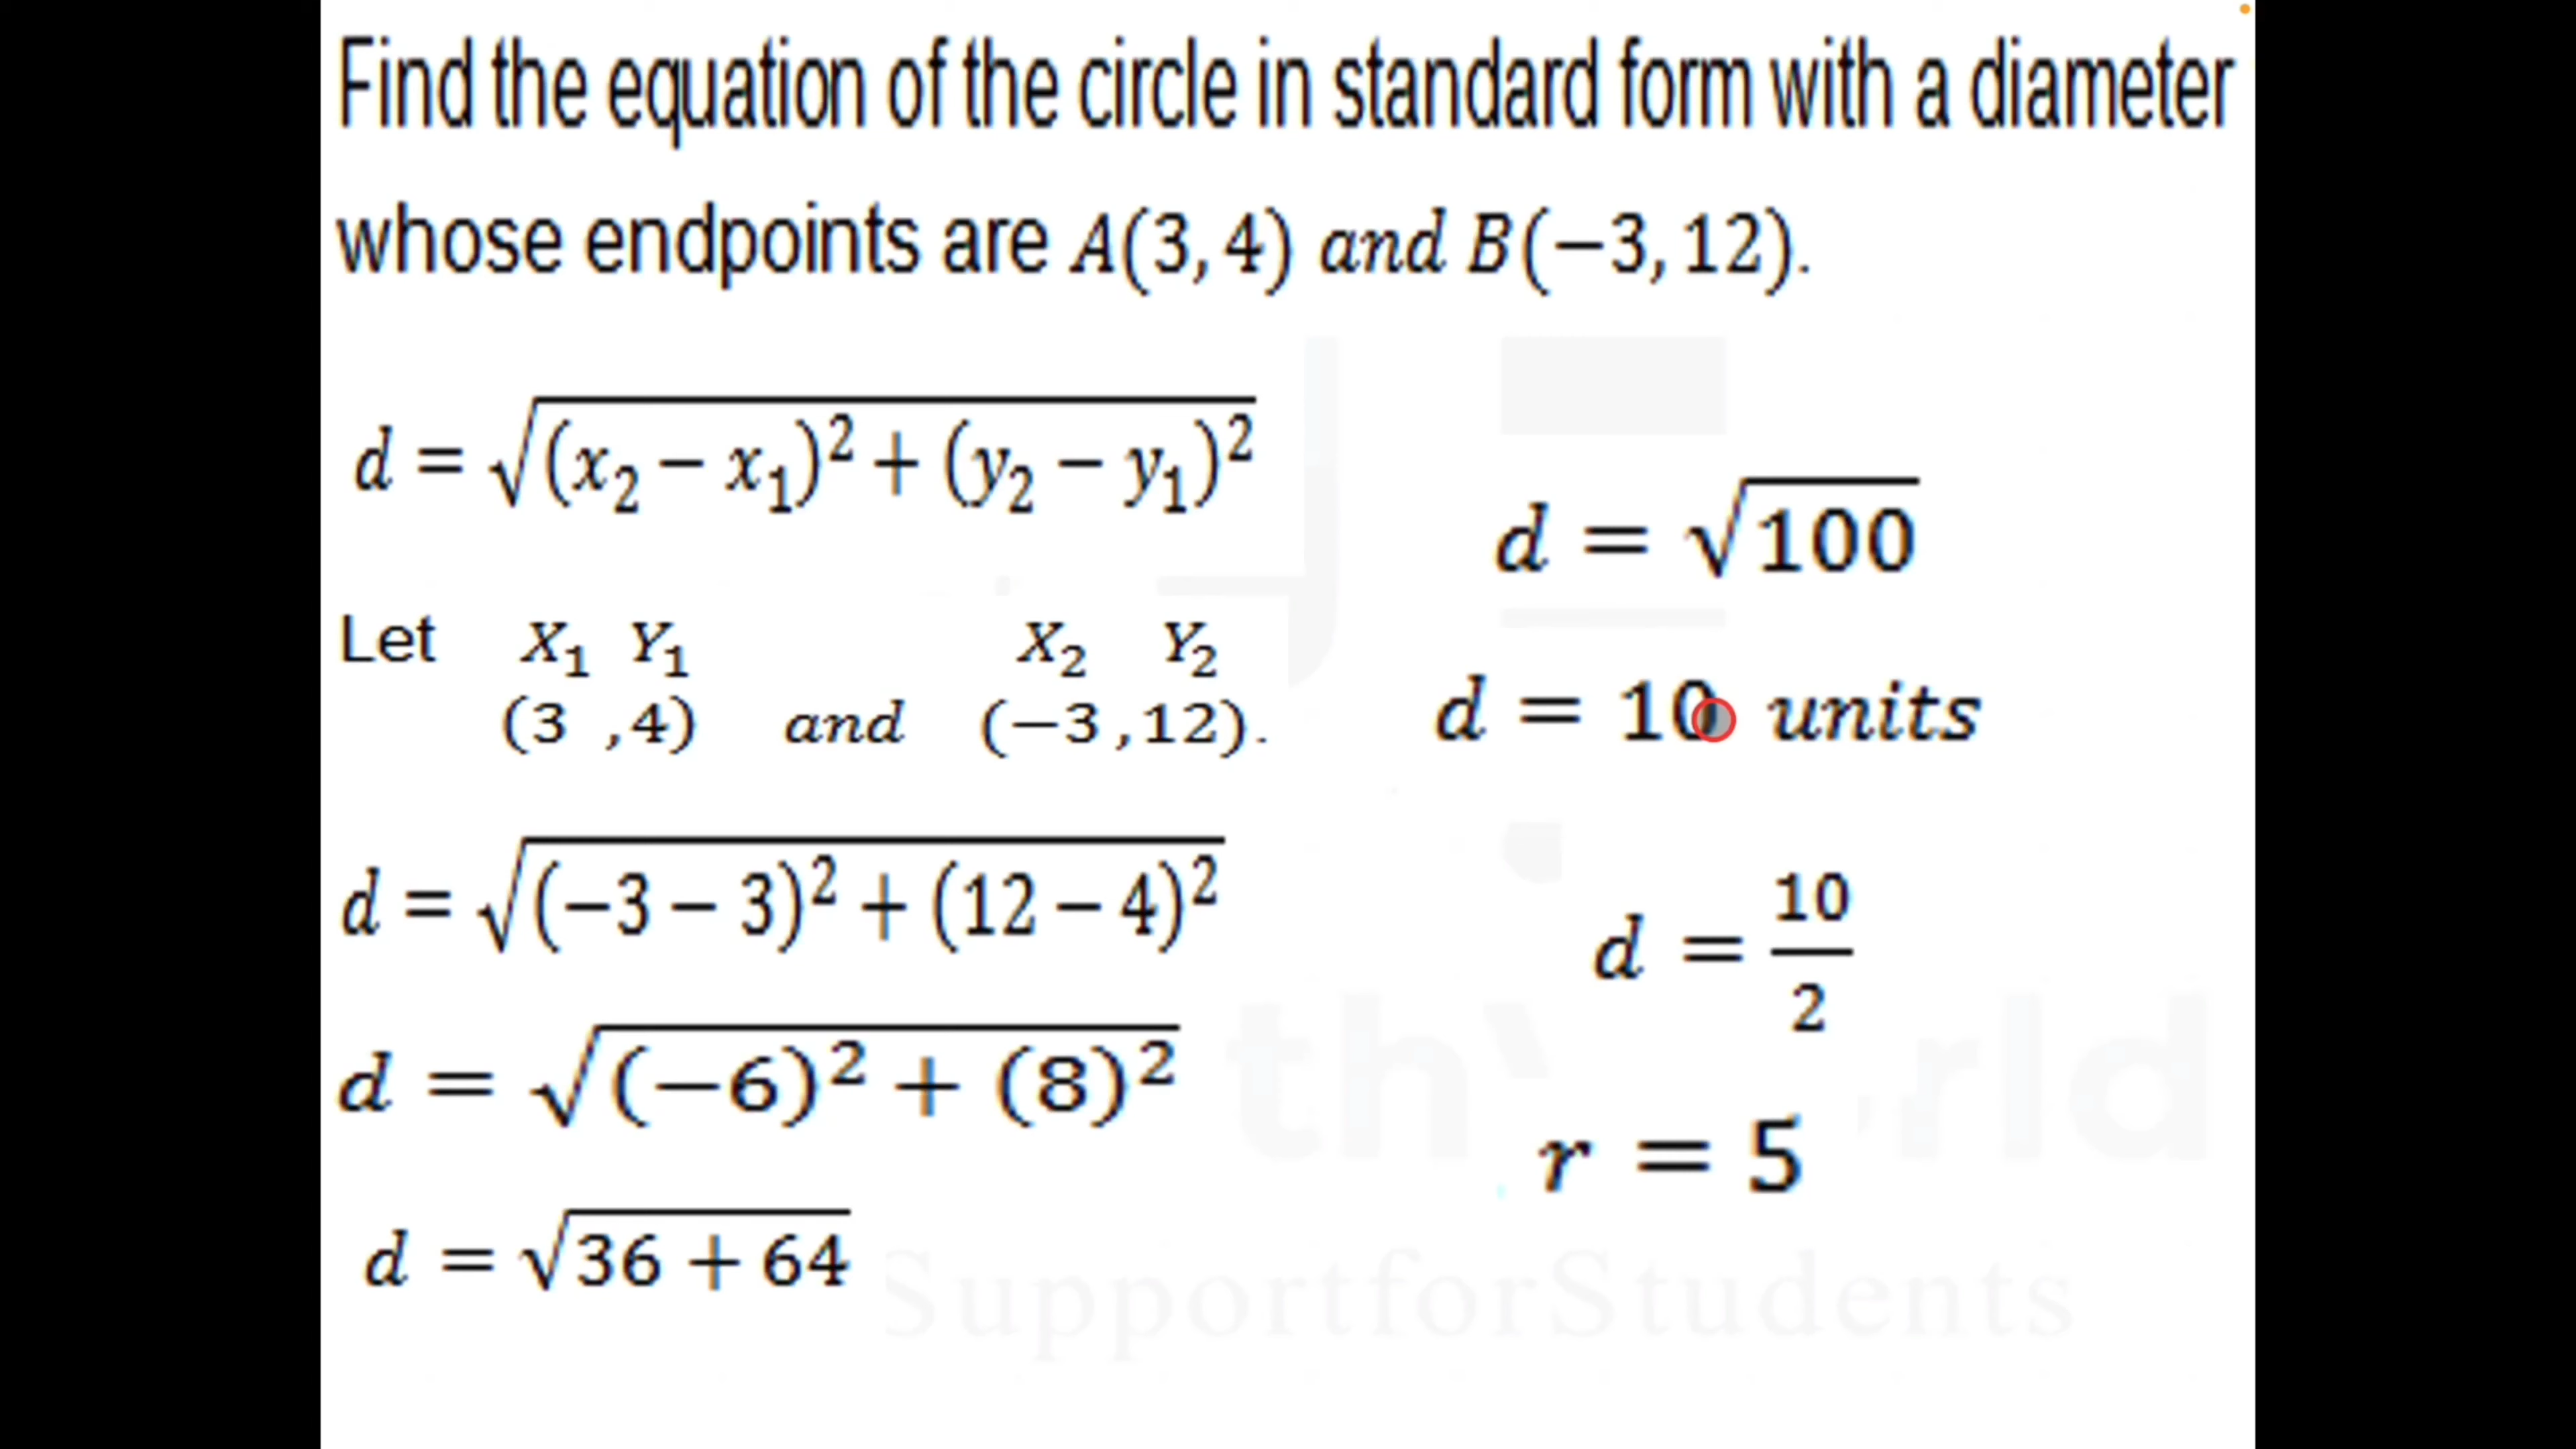 Find the equation of the circle in standard form with a diameter
whose endpoints are A(3, 4) and B(−3, 12).
d = √(x₂ − x₁)² + (y₂ − y₁)²
Let X₁ Y₁ X₂ Y₂
(3 ,4) and (−3 ,12).
d = √(−3 − 3)² + (12 − 4)²
d = √(−6)² + (8)²
d = √36 + 64
d = √100
d = 10 units
d = 10/2
r = 5
SupportforStudents